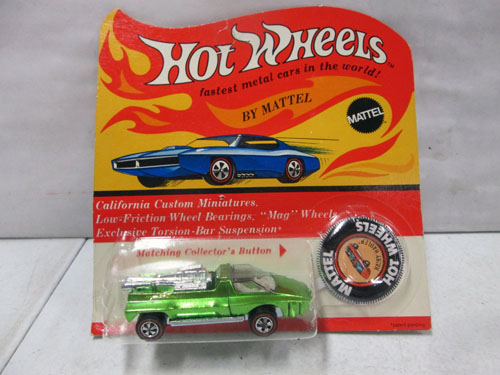 HOT WHEELS™
fastest metal cars in the world!
BY MATTEL
MATTEL
California Custom Miniatures.
Low-Friction Wheel Bearings, "Mag" Wheels
Exclusive Torsion-Bar Suspension*
Matching Collector's Button
HOT WHEELS
MATTEL